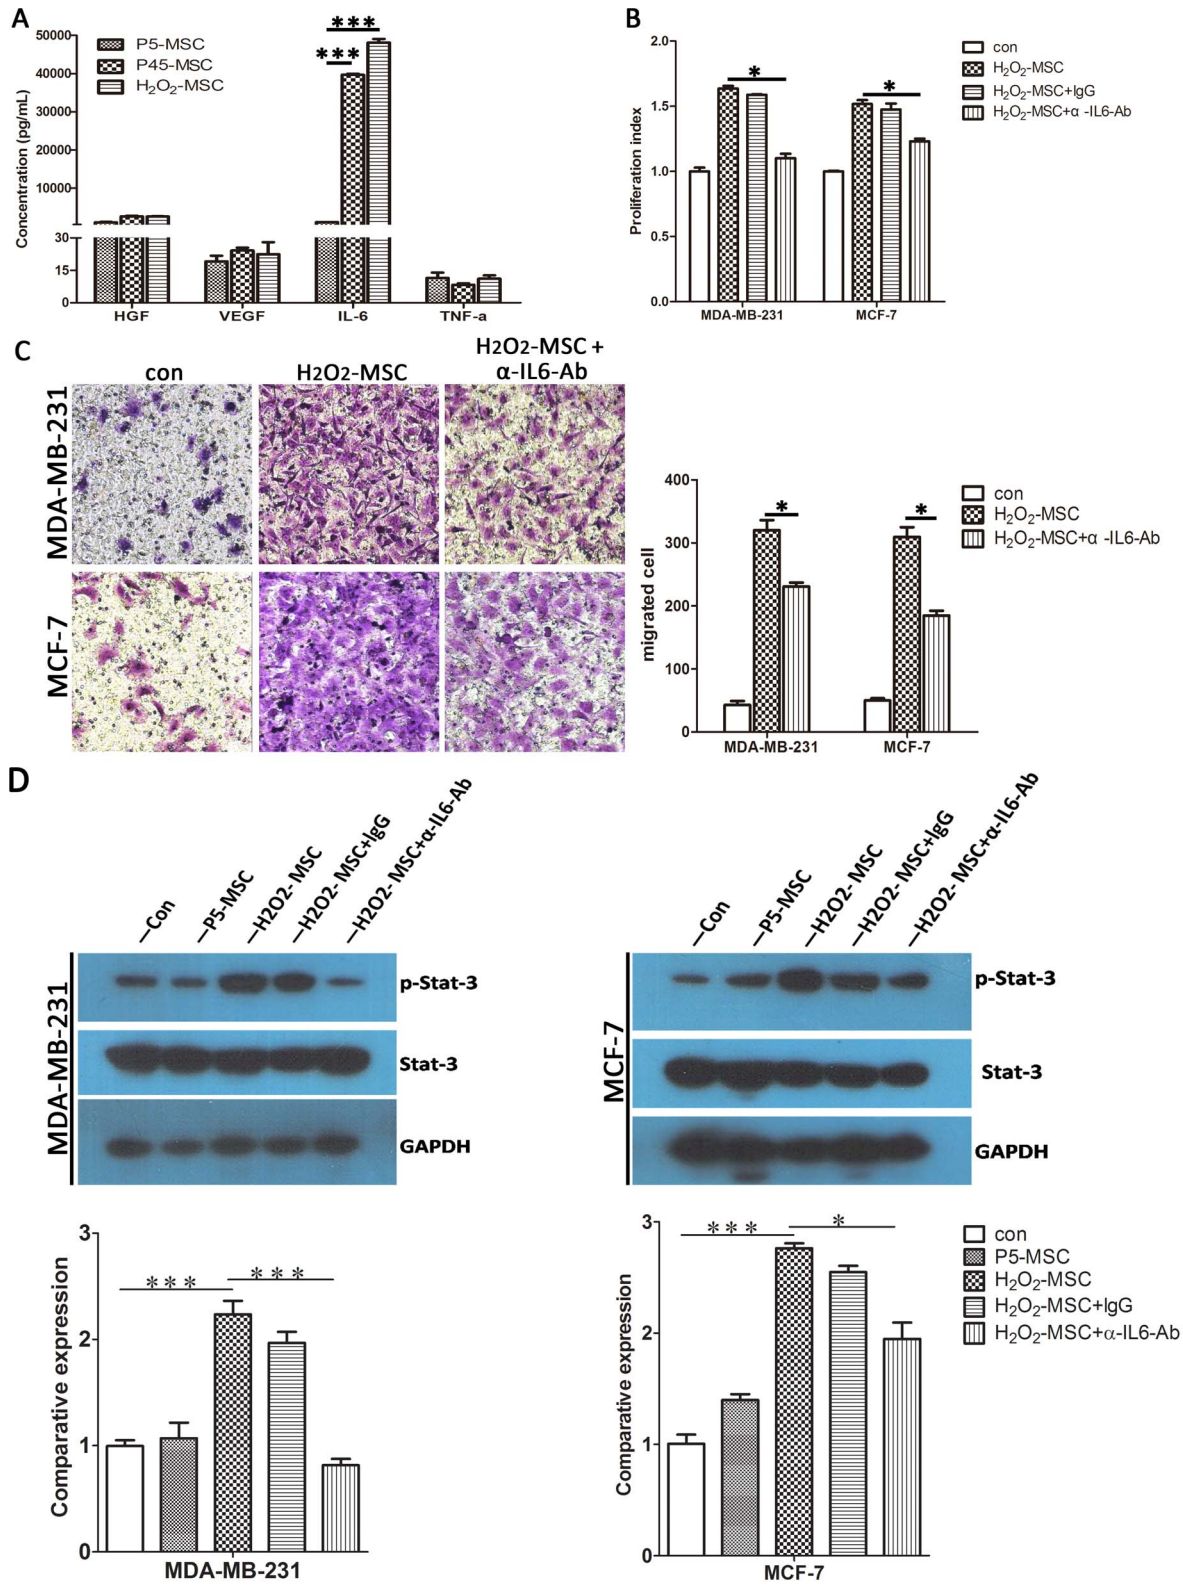 A
Concentration (pg/mL)
50000
40000
30000
20000
10000
30
15
0
P5-MSC
P45-MSC
H₂O₂-MSC
***
***
HGF VEGF IL-6 TNF-a
B
Proliferation index
2.0
1.5
1.0
0.5
0.0
* *
con
H₂O₂-MSC
H₂O₂-MSC+IgG
H₂O₂-MSC+α -IL6-Ab
MDA-MB-231 MCF-7
C
con
H2O2-MSC
H2O2-MSC +
α-IL6-Ab
MDA-MB-231
MCF-7
migrated cell
400
300
200
100
0
* *
con
H₂O₂-MSC
H₂O₂-MSC+α -IL6-Ab
MDA-MB-231 MCF-7
D
—Con
—P5-MSC
—H2O2- MSC
—H2O2- MSC+IgG
—H2O2- MSC+α-IL6-Ab
MDA-MB-231
p-Stat-3
Stat-3
GAPDH
—Con
—P5-MSC
—H2O2- MSC
—H2O2- MSC+IgG
—H2O2- MSC+α-IL6-Ab
MCF-7
p-Stat-3
Stat-3
GAPDH
Comparative expression
3
2
1
0
*** ***
MDA-MB-231
Comparative expression
3
2
1
0
*** *
MCF-7
con
P5-MSC
H₂O₂-MSC
H₂O₂-MSC+IgG
H₂O₂-MSC+α-IL6-Ab